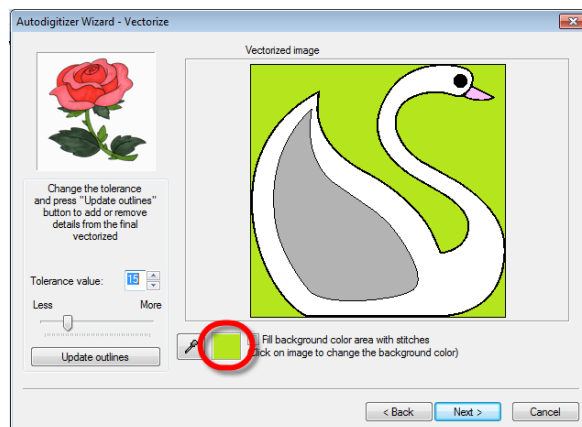 Autodigitizer Wizard - Vectorize
Vectorized image
Change the tolerance
and press "Update outlines"
button to add or remove
details from the final
vectorized
Tolerance value: 15
Less More
Update outlines
Fill background color area with stitches
(Click on image to change the background color)
< Back Next > Cancel